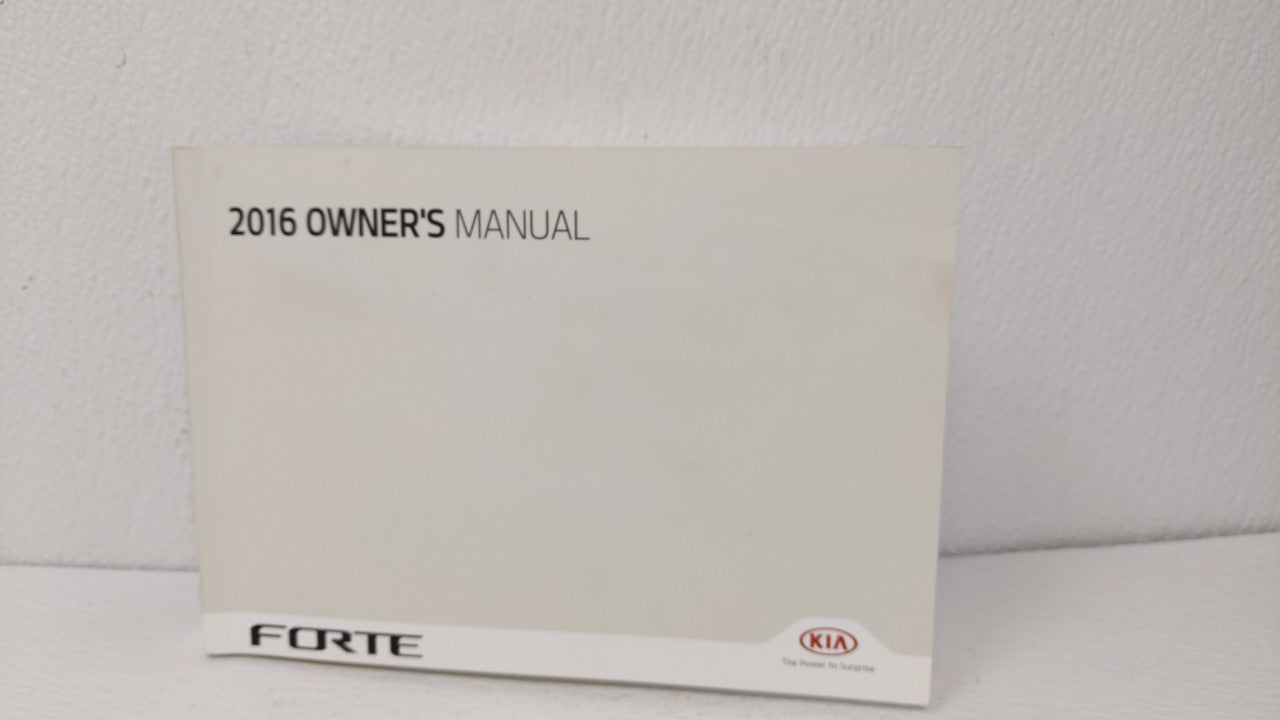 2016 OWNER'S MANUAL
FORTE
KIA
The Power to Surprise